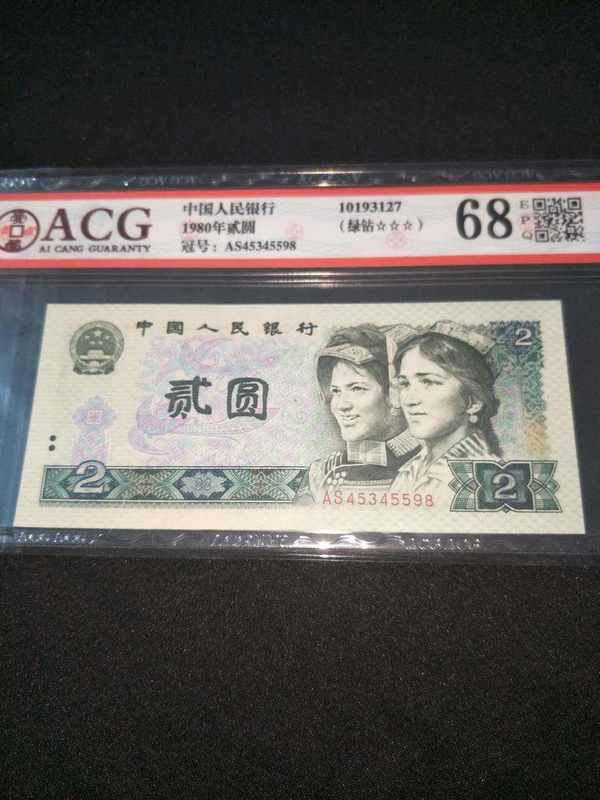 ACG
AI CANG GUARANTY
中国人民银行
1980年贰圆
冠号：AS45345598
10193127
（绿钻☆☆☆）
68
EPQ
中国人民银行
2
贰圆
2
AS45345598
2